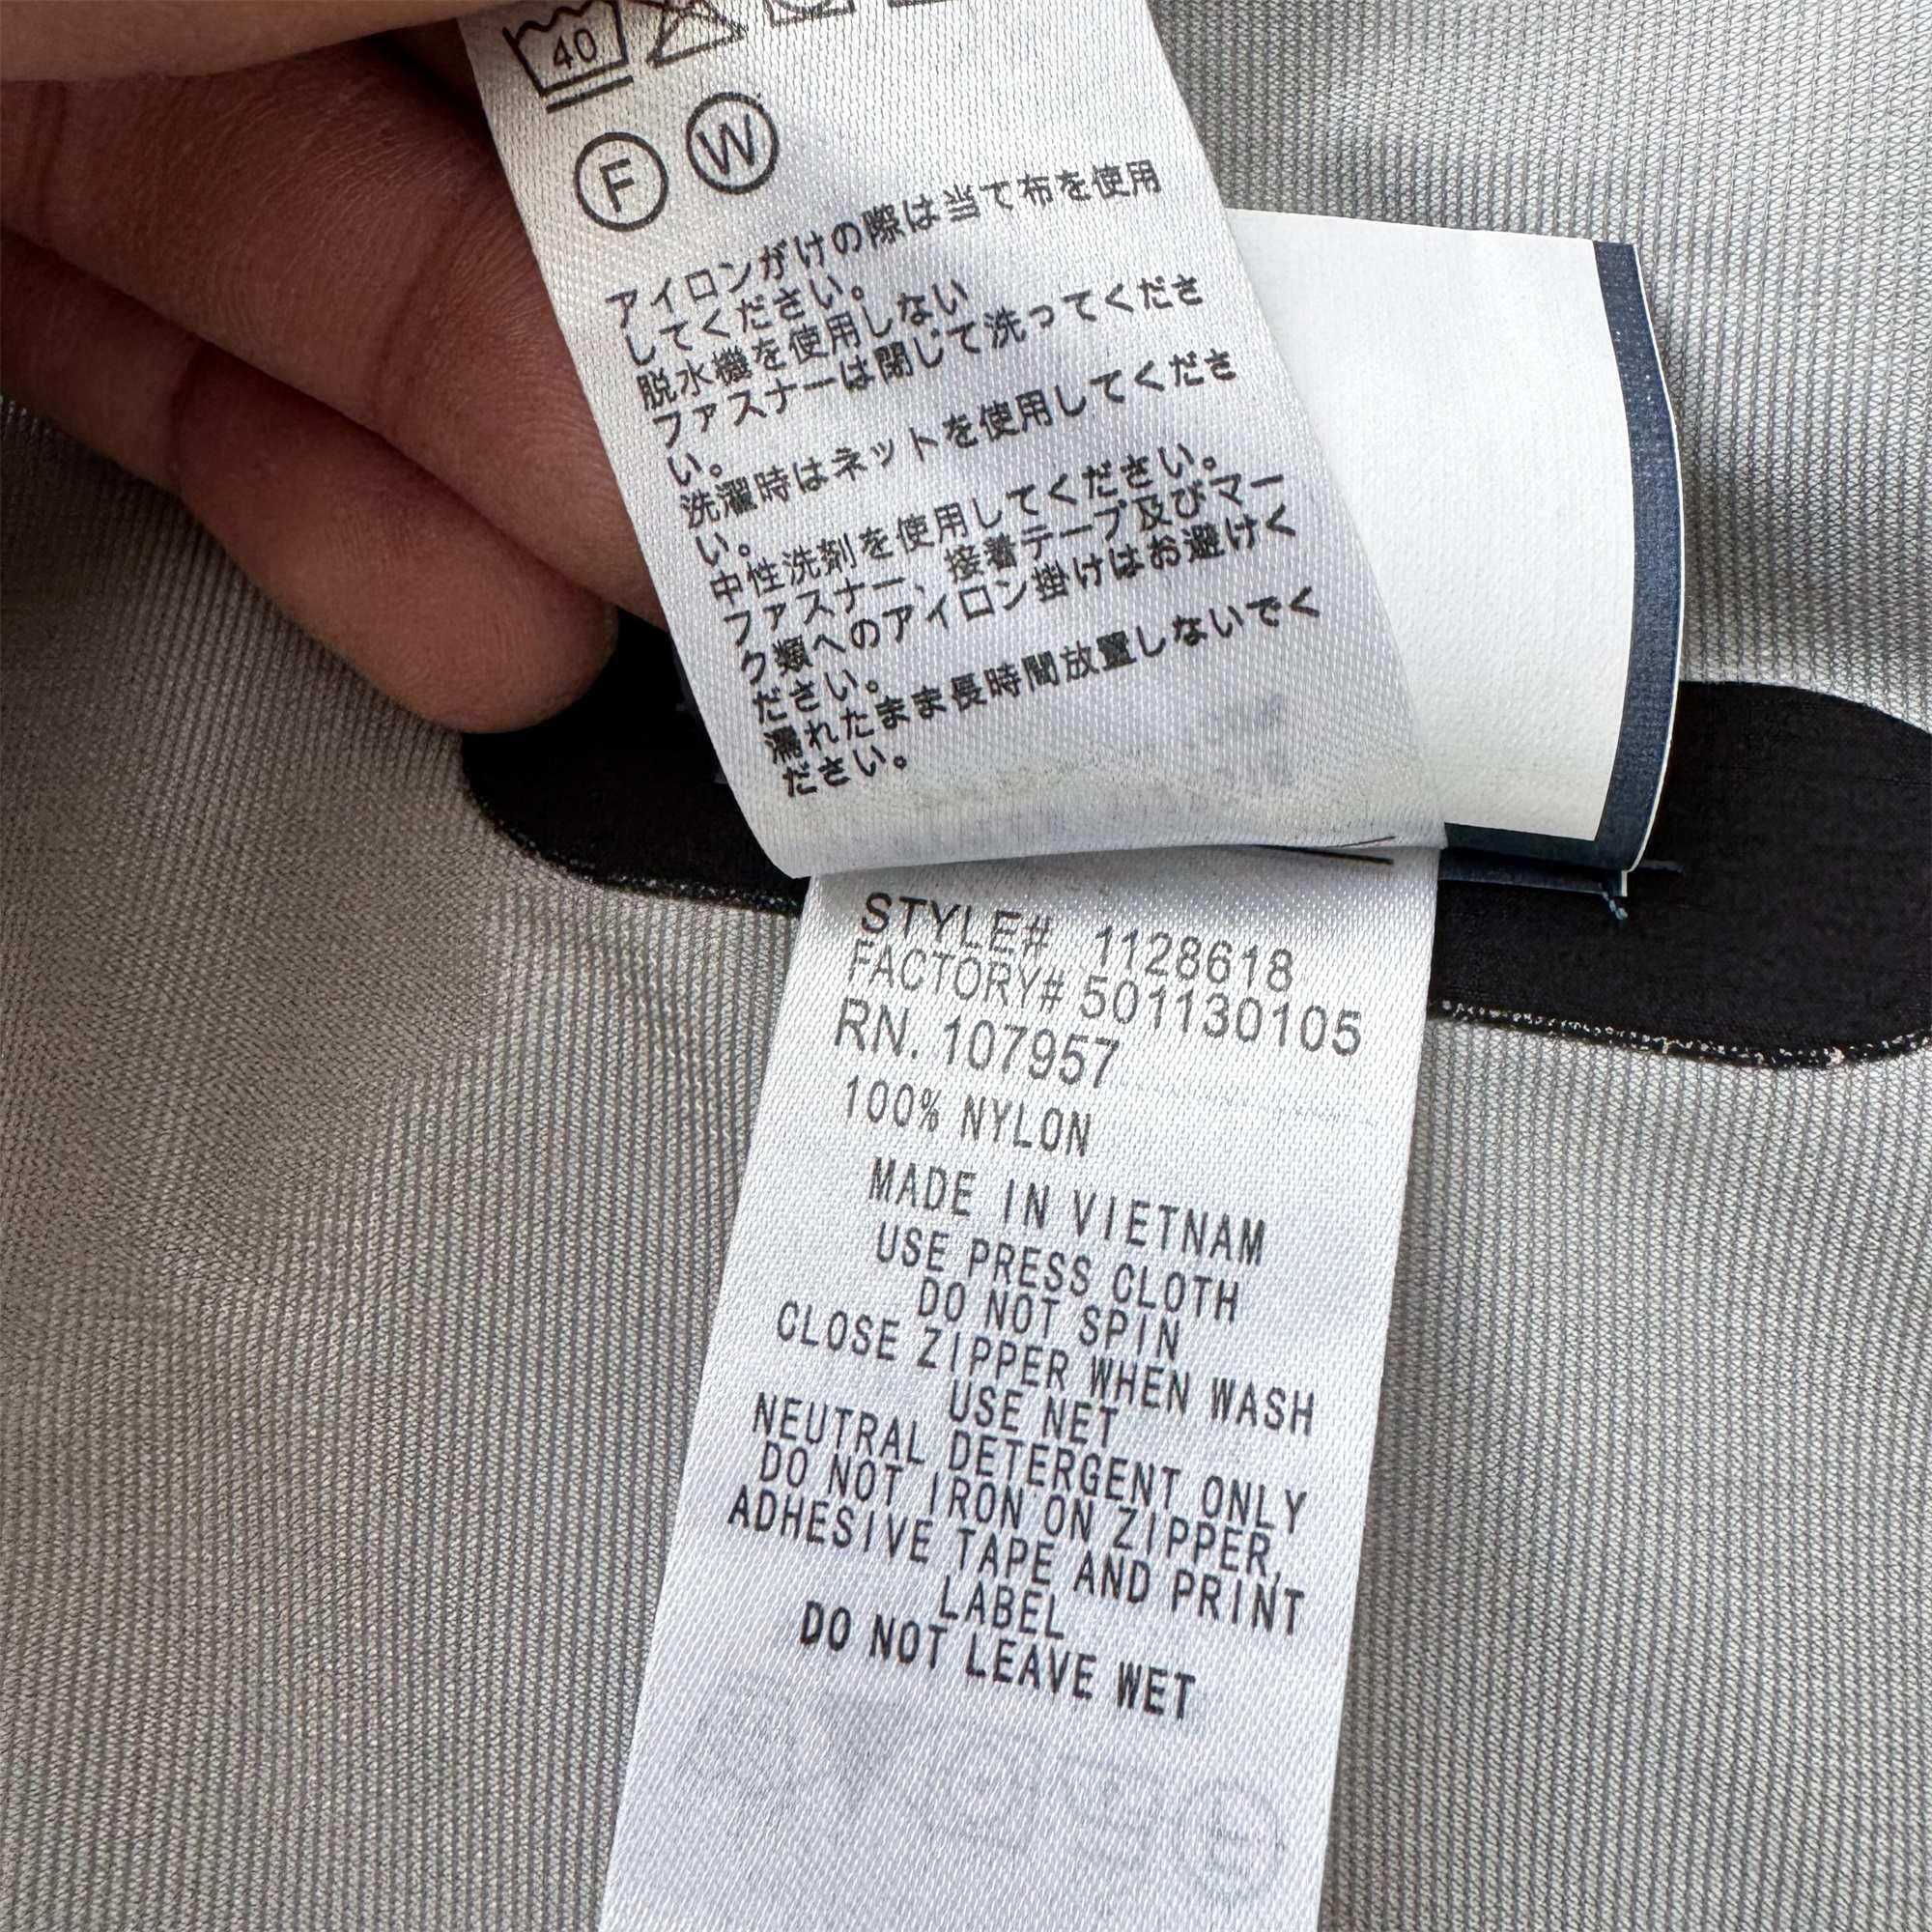 40
F W
アイロンがけの際は当て布を使用
してください。
脱水機を使用しない
ファスナーは閉じて洗ってくださ
い。
洗濯時はネットを使用してくださ
い。
中性洗剤を使用してください。
ファスナー、接着テープ及びマー
ク類へのアイロン掛けはお避けく
ださい。
濡れたまま長時間放置しないでく
ださい。
STYLE# 1128618
FACTORY# 501130105
RN. 107957
100% NYLON
MADE IN VIETNAM
USE PRESS CLOTH
DO NOT SPIN
CLOSE ZIPPER WHEN WASH
USE NET
NEUTRAL DETERGENT ONLY
DO NOT IRON ON ZIPPER,
ADHESIVE TAPE AND PRINT
LABEL
DO NOT LEAVE WET